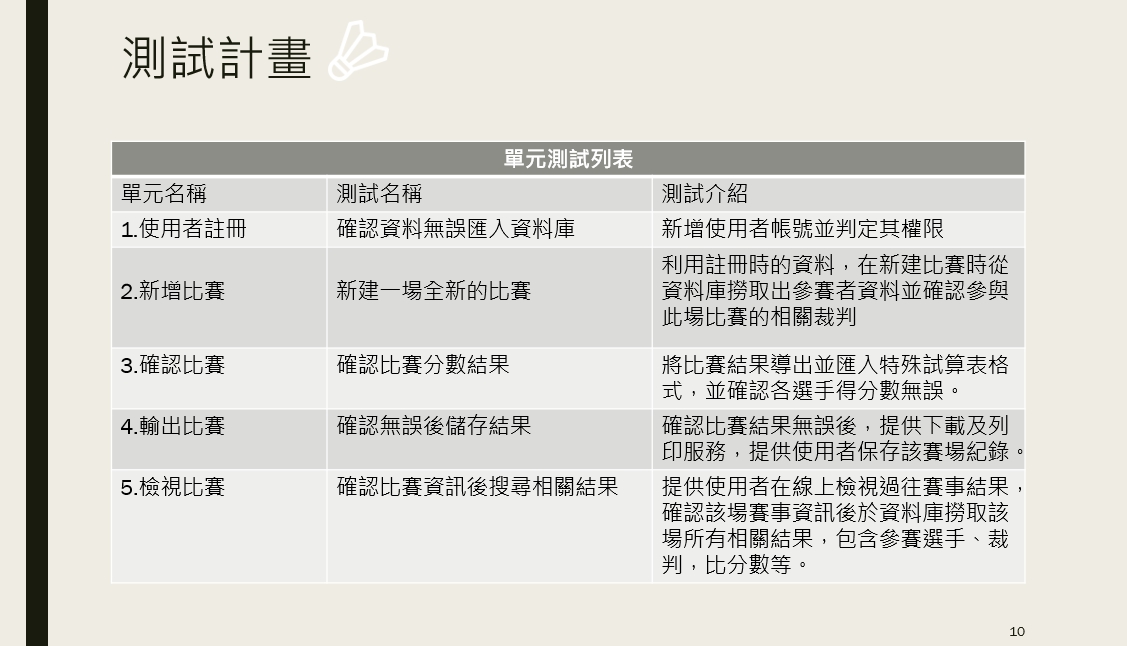 測試計畫
單元測試列表
單元名稱
測試名稱
測試介紹
1.使用者註冊
確認資料無誤匯入資料庫
新增使用者帳號並判定其權限
2.新增比賽
新建一場全新的比賽
利用註冊時的資料，在新建比賽時從
資料庫撈取出參賽者資料並確認參與
此場比賽的相關裁判
3.確認比賽
確認比賽分數結果
將比賽結果導出並匯入特殊試算表格
式，並確認各選手得分數無誤。
4.輸出比賽
確認無誤後儲存結果
確認比賽結果無誤後，提供下載及列
印服務，提供使用者保存該賽場紀錄。
5.檢視比賽
確認比賽資訊後搜尋相關結果
提供使用者在線上檢視過往賽事結果，
確認該場賽事資訊後於資料庫撈取該
場所有相關結果，包含參賽選手、裁
判，比分數等。
10